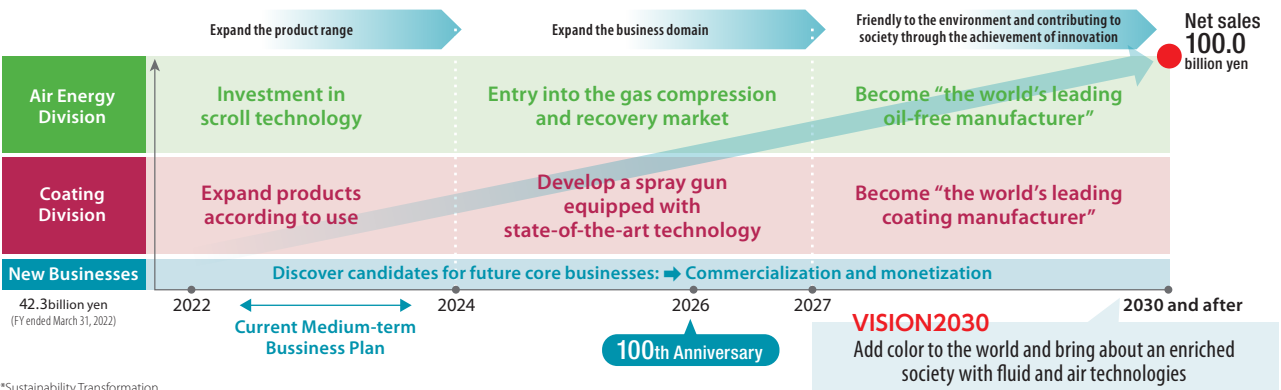 Expand the product range
Expand the business domain
Friendly to the environment and contributing to
society through the achievement of innovation
Net sales
100.0
billion yen
Air Energy
Division
Investment in
scroll technology
Entry into the gas compression
and recovery market
Become “the world’s leading
oil-free manufacturer”
Coating
Division
Expand products
according to use
Develop a spray gun
equipped with
state-of-the-art technology
Become “the world’s leading
coating manufacturer”
New Businesses
Discover candidates for future core businesses: ➡ Commercialization and monetization
42.3billion yen
(FY ended March 31, 2022)
2022
2024
2026
2027
2030 and after
Current Medium-term
Bussiness Plan
100th Anniversary
VISION2030
Add color to the world and bring about an enriched
society with fluid and air technologies
*Sustainability Transformation